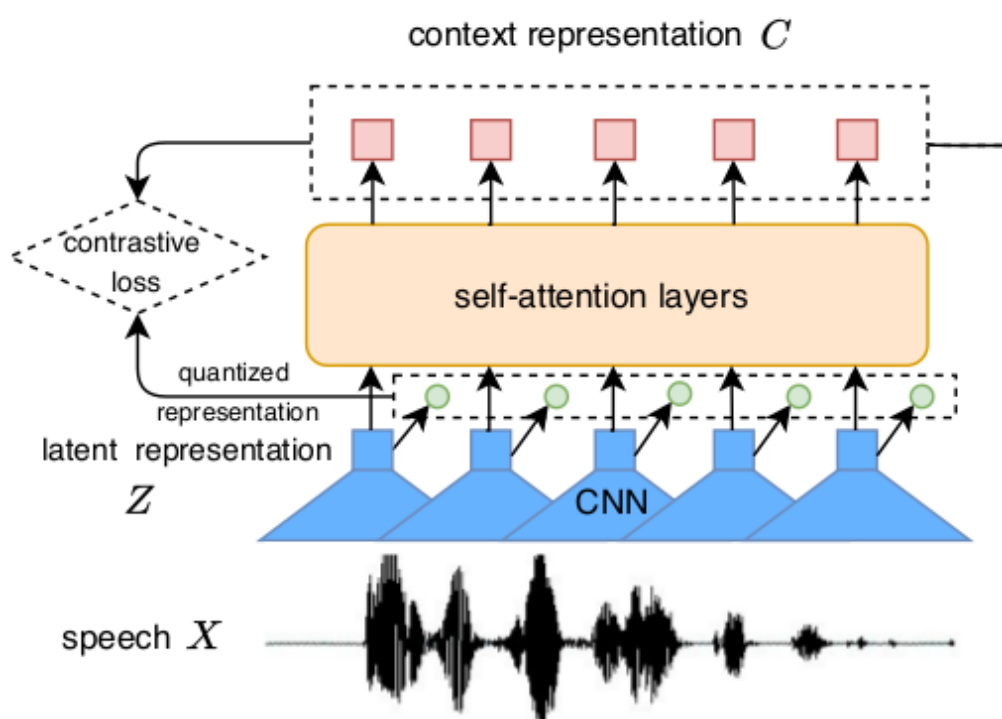 context representation C
contrastive
loss
self-attention layers
quantized
representation
latent representation
Z
CNN
speech X